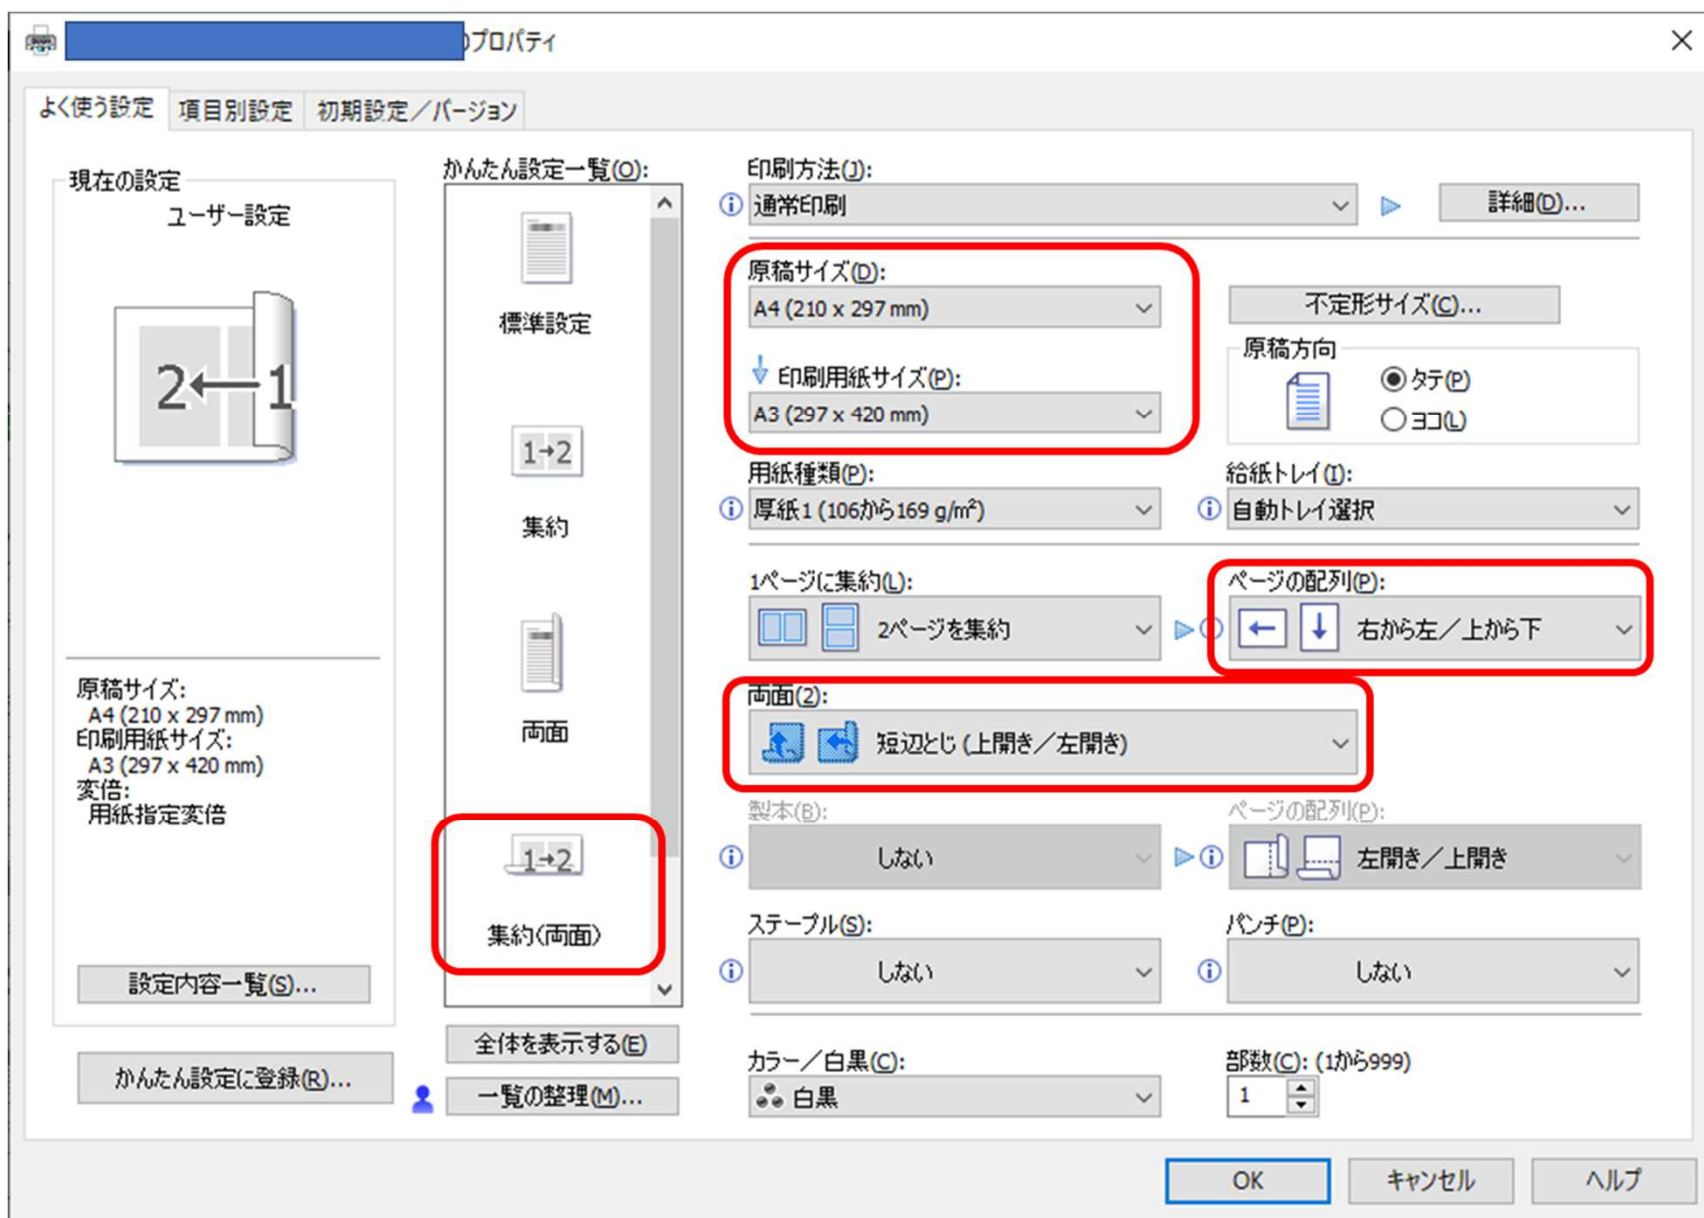 のプロパティ
よく使う設定
項目別設定
初期設定／バージョン
現在の設定
ユーザー設定
2←1
原稿サイズ:
A4 (210 x 297 mm)
印刷用紙サイズ:
A3 (297 x 420 mm)
変倍:
用紙指定変倍
設定内容一覧(S)...
かんたん設定に登録(R)...
かんたん設定一覧(O):
標準設定
1→2
集約
両面
1→2
集約(両面)
全体を表示する(E)
一覧の整理(M)...
印刷方法(J):
通常印刷
詳細(D)...
原稿サイズ(D):
A4 (210 x 297 mm)
不定形サイズ(C)...
印刷用紙サイズ(P):
A3 (297 x 420 mm)
原稿方向
タテ(P)
ヨコ(L)
用紙種類(P):
厚紙1 (106から169 g/m²)
給紙トレイ(I):
自動トレイ選択
1ページに集約(L):
2ページを集約
ページの配列(P):
右から左／上から下
両面(2):
短辺とじ (上開き／左開き)
製本(B):
しない
ページの配列(P):
左開き／上開き
ステープル(S):
しない
パンチ(P):
しない
カラー／白黒(C):
白黒
部数(C): (1から999)
1
OK
キャンセル
ヘルプ